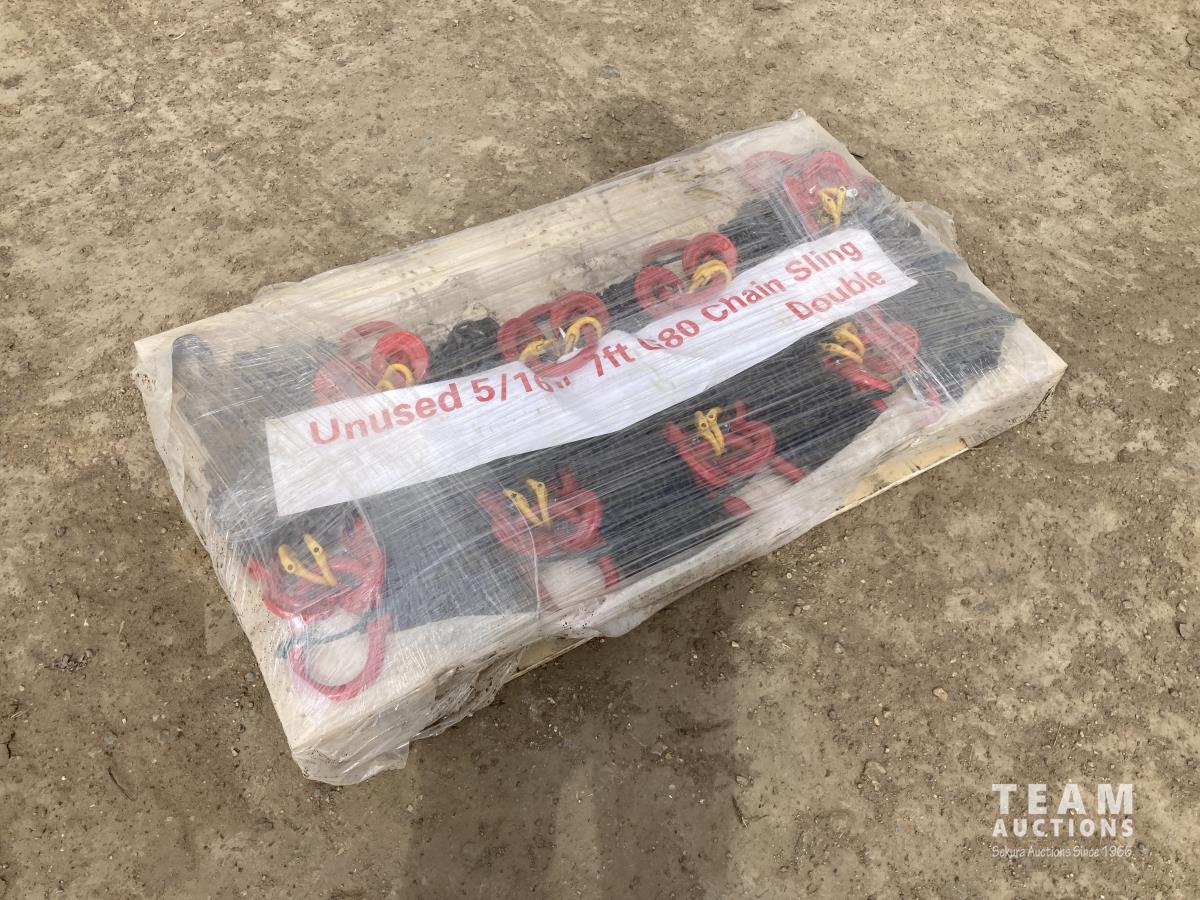 Unused 5/16" 7ft G80 Chain Sling
Double
TEAM
AUCTIONS
Sekura Auctions Since 1966